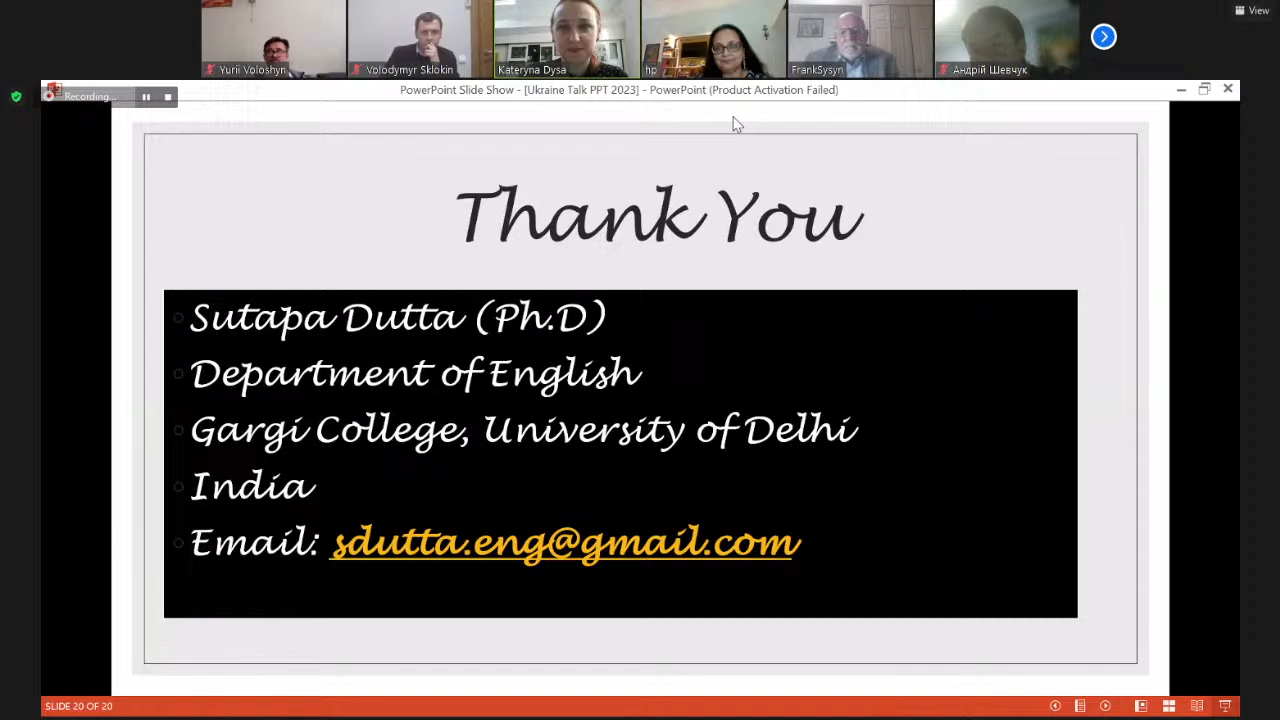 View
Yurii Voloshyn
Volodymyr Sklokin
Kateryna Dysa
hp
FrankSysyn
Андрій Шевчук
Recording...
PowerPoint Slide Show - [Ukraine Talk PPT 2023] - PowerPoint (Product Activation Failed)
Thank You
Sutapa Dutta (Ph.D)
Department of English
Gargi College, University of Delhi
India
Email: sdutta.eng@gmail.com
SLIDE 20 OF 20